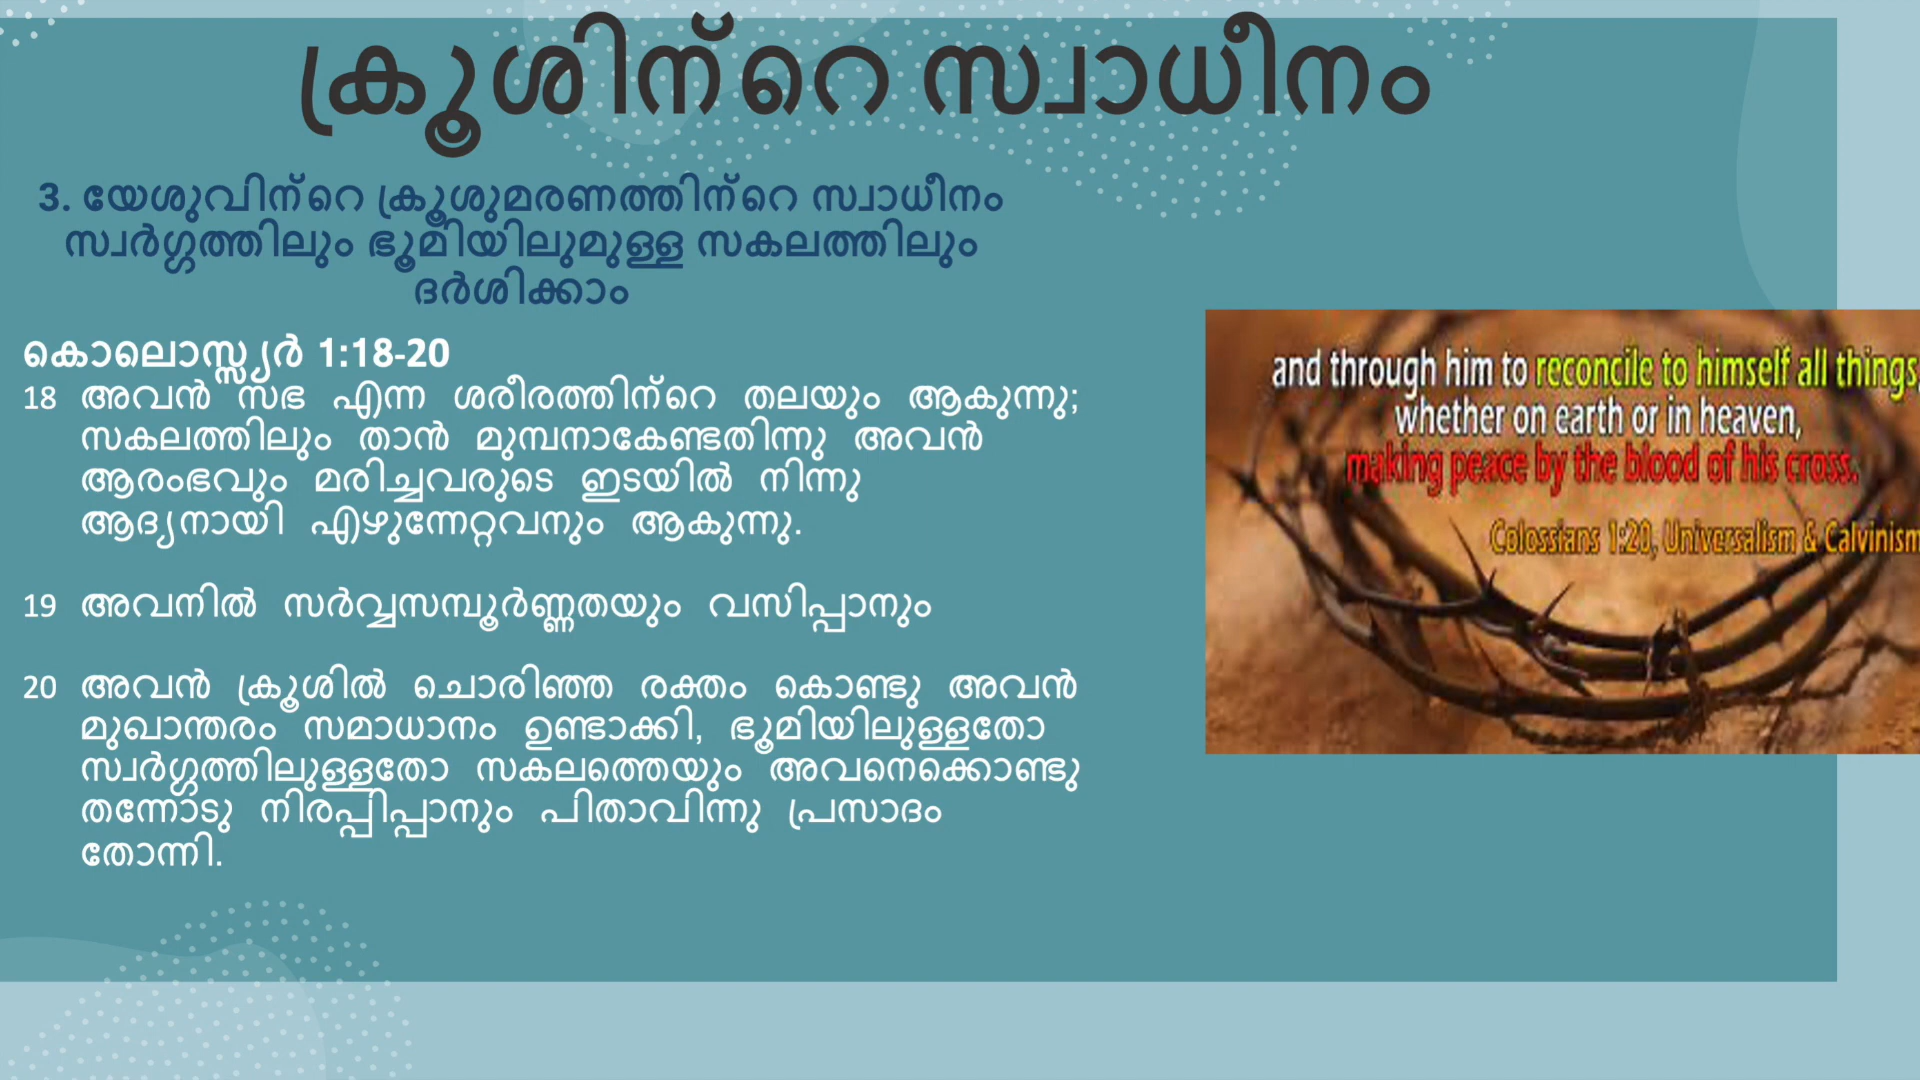 ക്രൂശിന്റെ സ്വാധീനം
3. യേശുവിന്റെ ക്രൂശുമരണത്തിന്റെ സ്വാധീനം
സ്വർഗ്ഗത്തിലും ഭൂമിയിലുമുള്ള സകലത്തിലും
ദർശിക്കാം
കൊലൊസ്സ്യർ 1:18-20
18 അവൻ സഭ എന്ന ശരീരത്തിന്റെ തലയും ആകുന്നു;
സകലത്തിലും താൻ മുമ്പനാകേണ്ടതിന്നു അവൻ
ആരംഭവും മരിച്ചവരുടെ ഇടയിൽ നിന്നു
ആദ്യനായി എഴുന്നേറ്റവനും ആകുന്നു.
19 അവനിൽ സർവ്വസമ്പൂർണ്ണതയും വസിപ്പാനും
20 അവൻ ക്രൂശിൽ ചൊരിഞ്ഞ രക്തം കൊണ്ടു അവൻ
മുഖാന്തരം സമാധാനം ഉണ്ടാക്കി, ഭൂമിയിലുള്ളതോ
സ്വർഗ്ഗത്തിലുള്ളതോ സകലത്തെയും അവനെക്കൊണ്ടു
തന്നോടു നിരപ്പിപ്പാനും പിതാവിന്നു പ്രസാദം
തോന്നി.
and through him to reconcile to himself all things,
whether on earth or in heaven,
making peace by the blood of his cross.
Colossians 1:20, Universalism & Calvinism